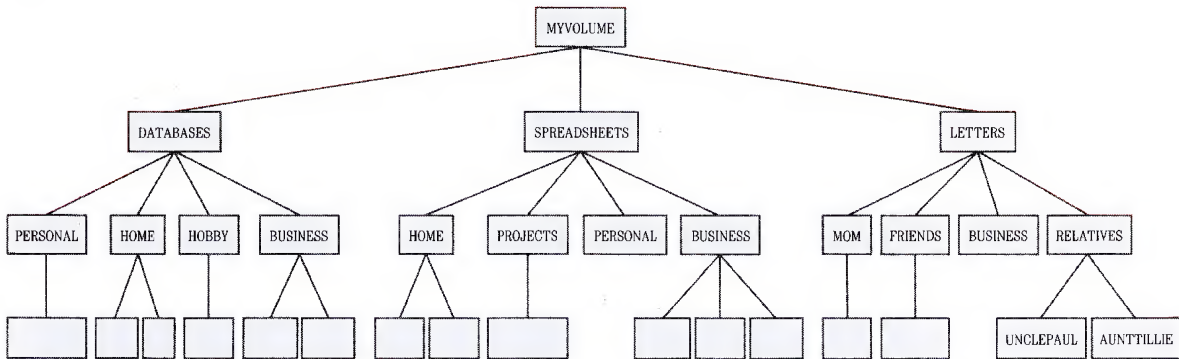 MYVOLUME
DATABASES SPREADSHEETS LETTERS
PERSONAL HOME HOBBY BUSINESS HOME PROJECTS PERSONAL BUSINESS MOM FRIENDS BUSINESS RELATIVES
UNCLEPAUL AUNTTILLIE